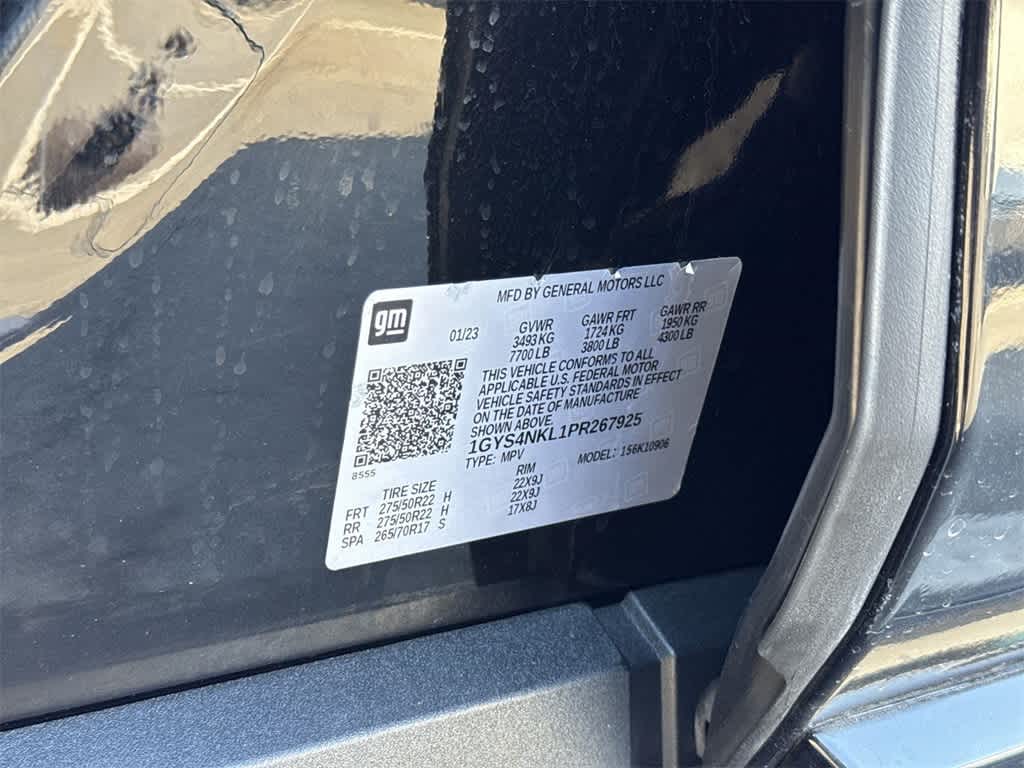 gm
MFD BY GENERAL MOTORS LLC
01/23 GVWR GAWR FRT GAWR RR
3493 KG 1724 KG 1950 KG
7700 LB 3800 LB 4300 LB
THIS VEHICLE CONFORMS TO ALL
APPLICABLE U.S. FEDERAL MOTOR
VEHICLE SAFETY STANDARDS IN EFFECT
ON THE DATE OF MANUFACTURE
SHOWN ABOVE.
1GYS4NKL1PR267925
TYPE: MPV MODEL: 156K10906
8555
TIRE SIZE RIM
FRT 275/50R22 H 22X9J
RR 275/50R22 H 22X9J
SPA 265/70R17 S 17X8J